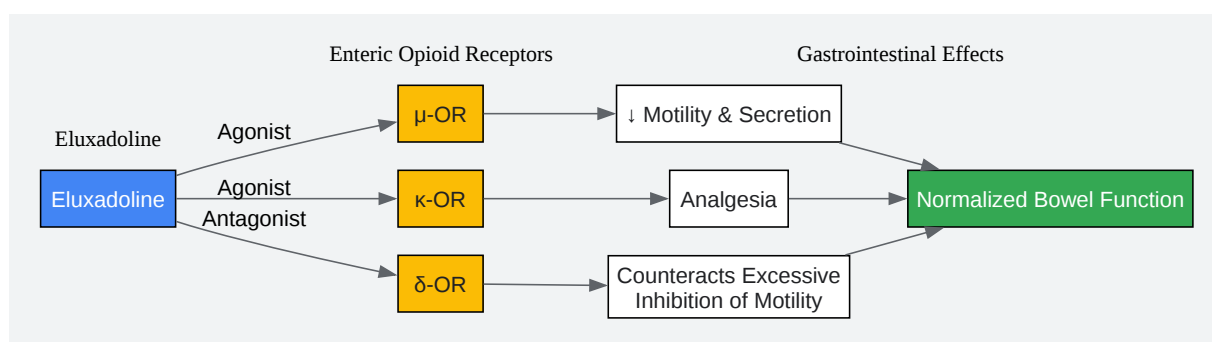 Enteric Opioid Receptors
Gastrointestinal Effects
Eluxadoline
Eluxadoline
Agonist
Agonist
Antagonist
μ-OR
κ-OR
δ-OR
↓ Motility & Secretion
Analgesia
Counteracts Excessive
Inhibition of Motility
Normalized Bowel Function